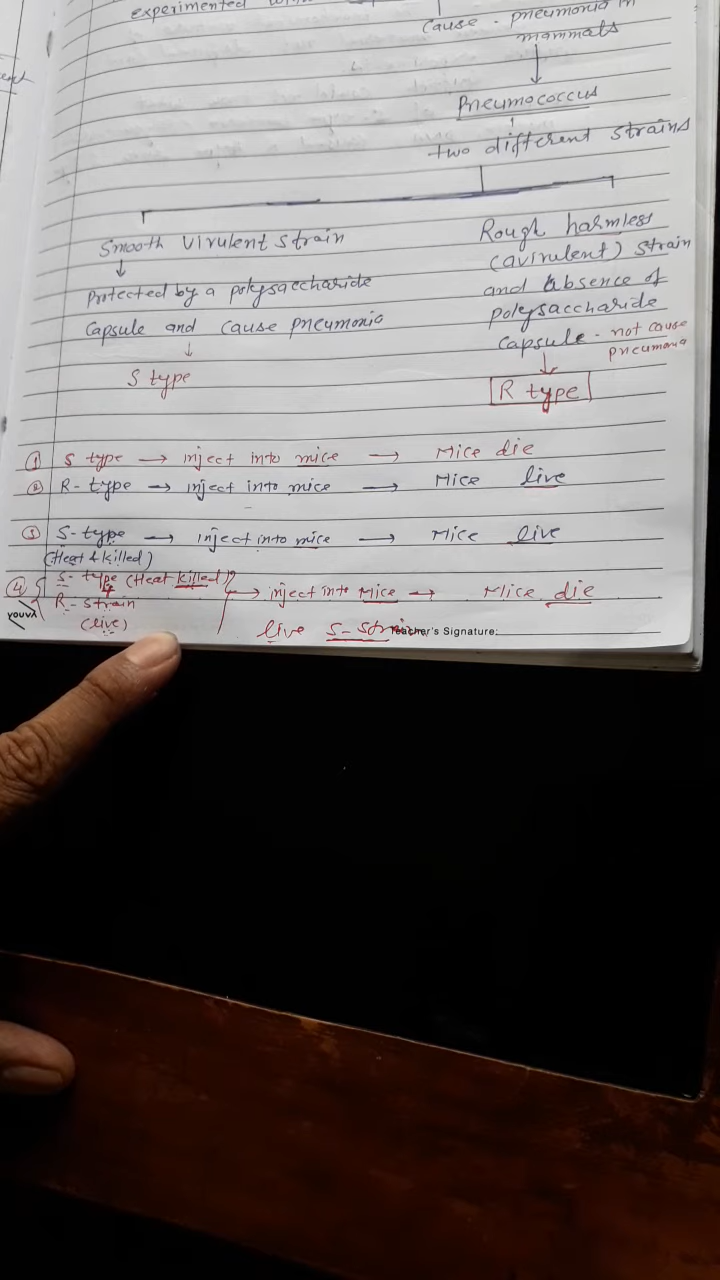 experimented
cause - pneumonia in
mammals
Pneumococcus
two different strains
Smooth Virulent strain
Protected by a polysaccharide
Capsule and cause pneumonia
S type
Rough harmless
(avirulent) strain
and absence of
polysaccharide
Capsule - not cause
pneumonia
R type
① S type → inject into mice → Mice die
② R-type → inject into mice → Mice live
③ S-type → inject into mice → Mice live
(Heat & killed)
④ S-type (Heat killed) → inject into Mice → Mice die
+
R-strain
(live)
live S-strain
Teacher's Signature:
YOUVA